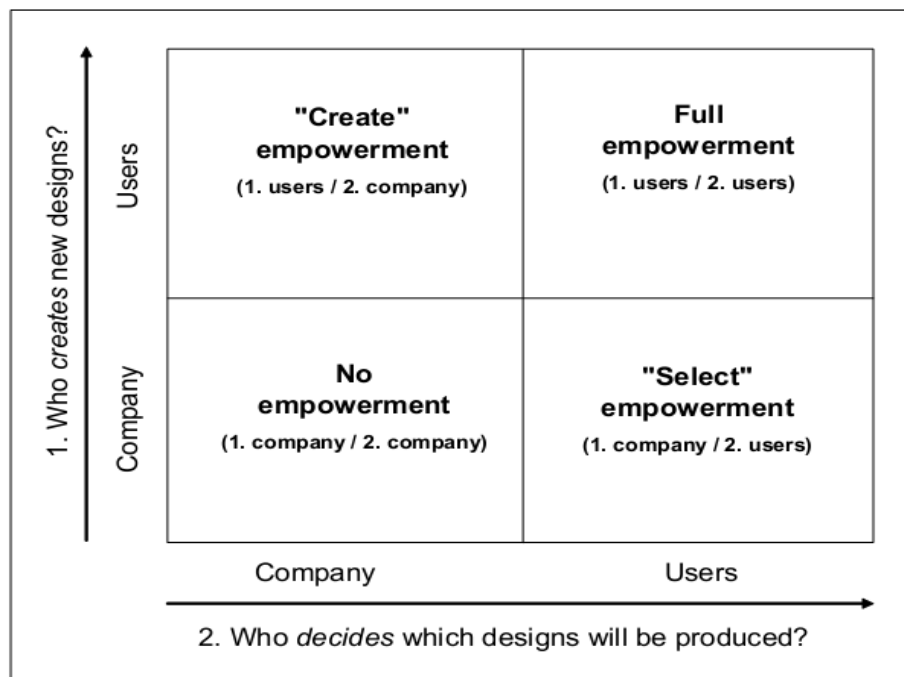 1. Who creates new designs?
Users
Company
"Create"
empowerment
(1. users / 2. company)
Full
empowerment
(1. users / 2. users)
No
empowerment
(1. company / 2. company)
"Select"
empowerment
(1. company / 2. users)
Company
Users
2. Who decides which designs will be produced?